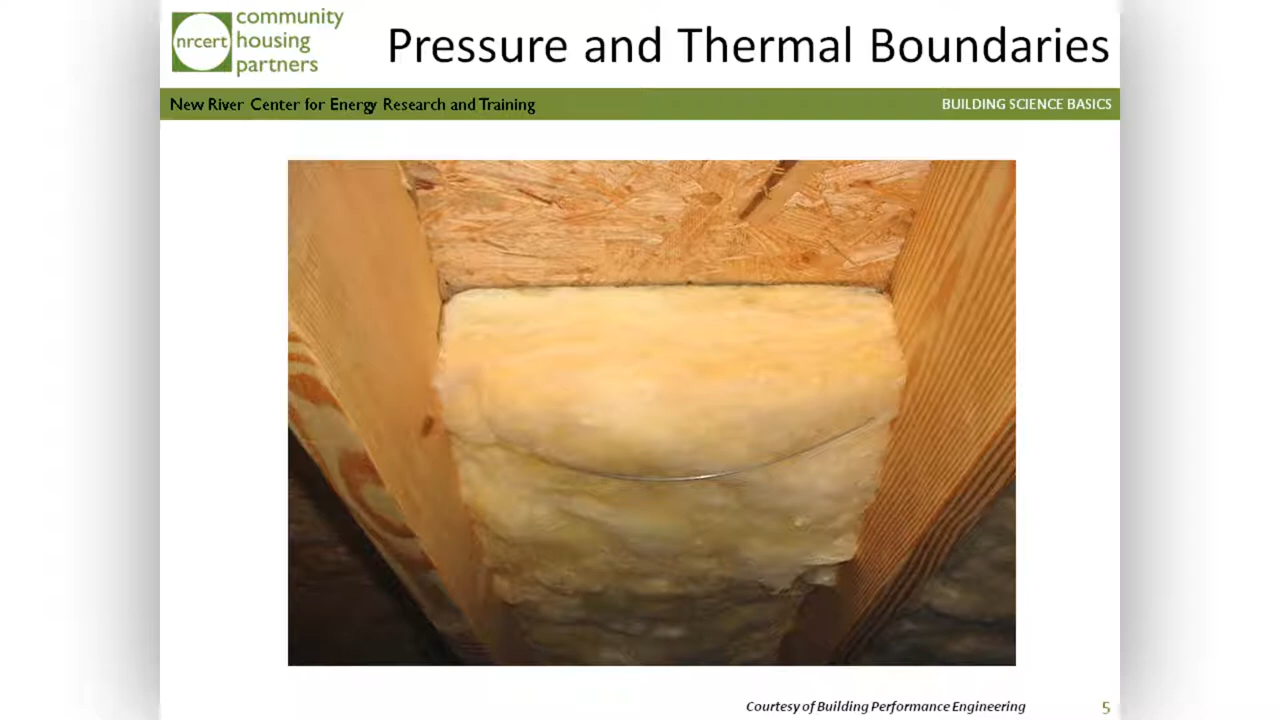 community
nrcert housing
partners
Pressure and Thermal Boundaries
New River Center for Energy Research and Training
BUILDING SCIENCE BASICS
Courtesy of Building Performance Engineering
5